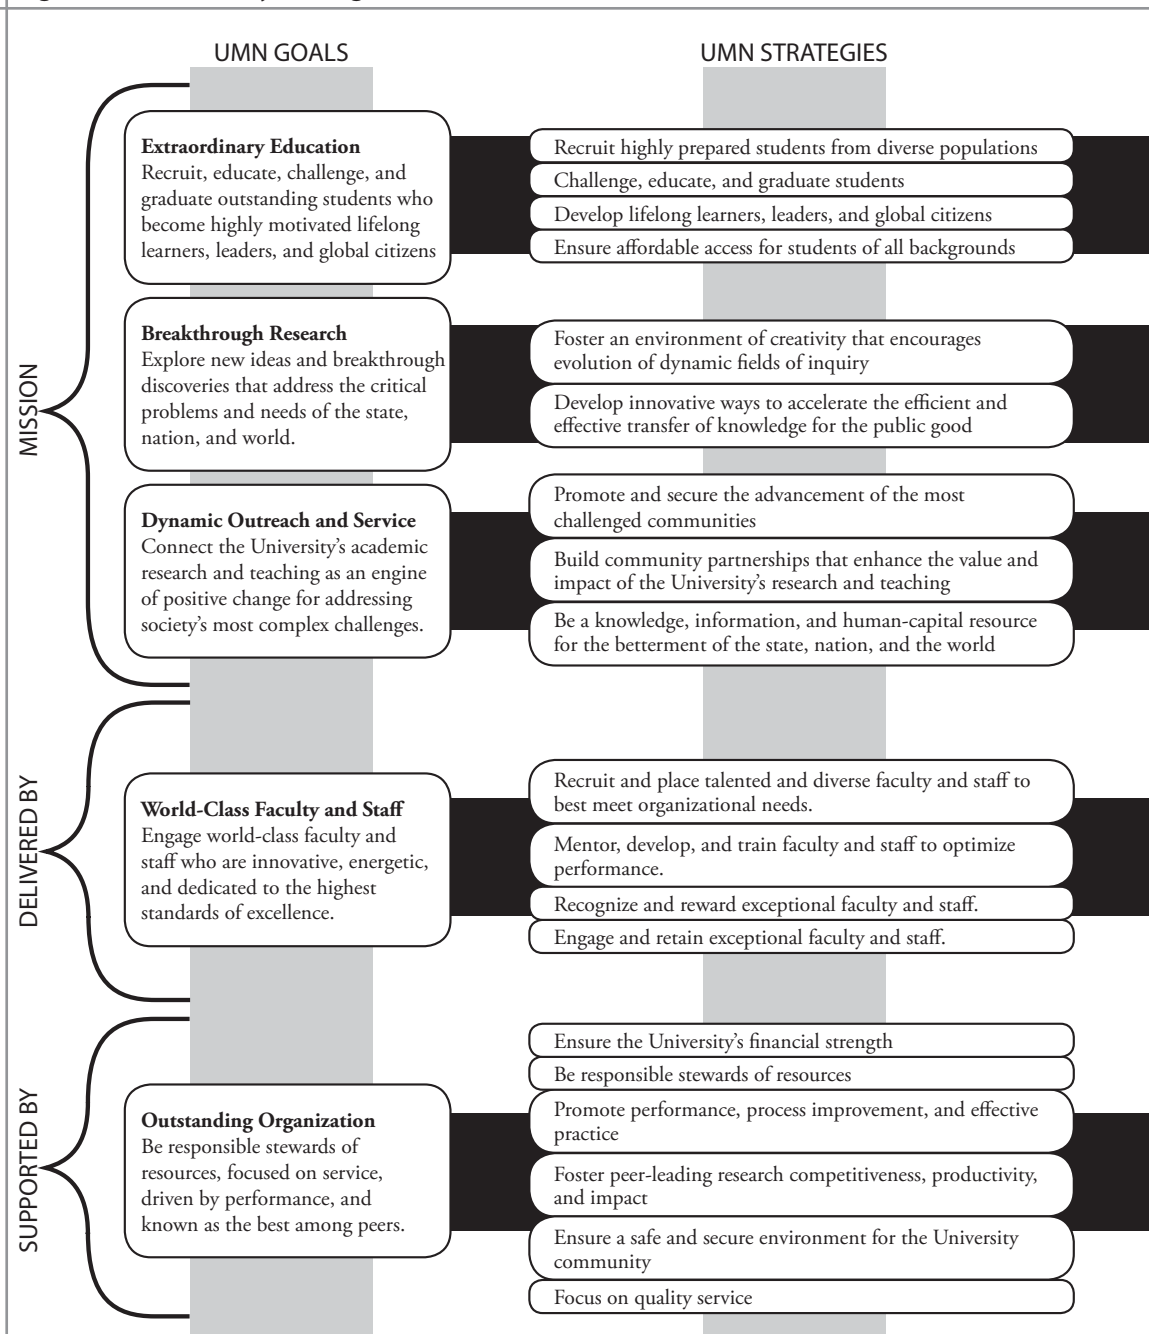 UMN GOALS
UMN STRATEGIES
MISSION
Extraordinary Education
Recruit, educate, challenge, and
graduate outstanding students who
become highly motivated lifelong
learners, leaders, and global citizens
Recruit highly prepared students from diverse populations
Challenge, educate, and graduate students
Develop lifelong learners, leaders, and global citizens
Ensure affordable access for students of all backgrounds
Breakthrough Research
Explore new ideas and breakthrough
discoveries that address the critical
problems and needs of the state,
nation, and world.
Foster an environment of creativity that encourages
evolution of dynamic fields of inquiry
Develop innovative ways to accelerate the efficient and
effective transfer of knowledge for the public good
Dynamic Outreach and Service
Connect the University’s academic
research and teaching as an engine
of positive change for addressing
society’s most complex challenges.
Promote and secure the advancement of the most
challenged communities
Build community partnerships that enhance the value and
impact of the University’s research and teaching
Be a knowledge, information, and human-capital resource
for the betterment of the state, nation, and the world
DELIVERED BY
World-Class Faculty and Staff
Engage world-class faculty and
staff who are innovative, energetic,
and dedicated to the highest
standards of excellence.
Recruit and place talented and diverse faculty and staff to
best meet organizational needs.
Mentor, develop, and train faculty and staff to optimize
performance.
Recognize and reward exceptional faculty and staff.
Engage and retain exceptional faculty and staff.
SUPPORTED BY
Outstanding Organization
Be responsible stewards of
resources, focused on service,
driven by performance, and
known as the best among peers.
Ensure the University’s financial strength
Be responsible stewards of resources
Promote performance, process improvement, and effective
practice
Foster peer-leading research competitiveness, productivity,
and impact
Ensure a safe and secure environment for the University
community
Focus on quality service